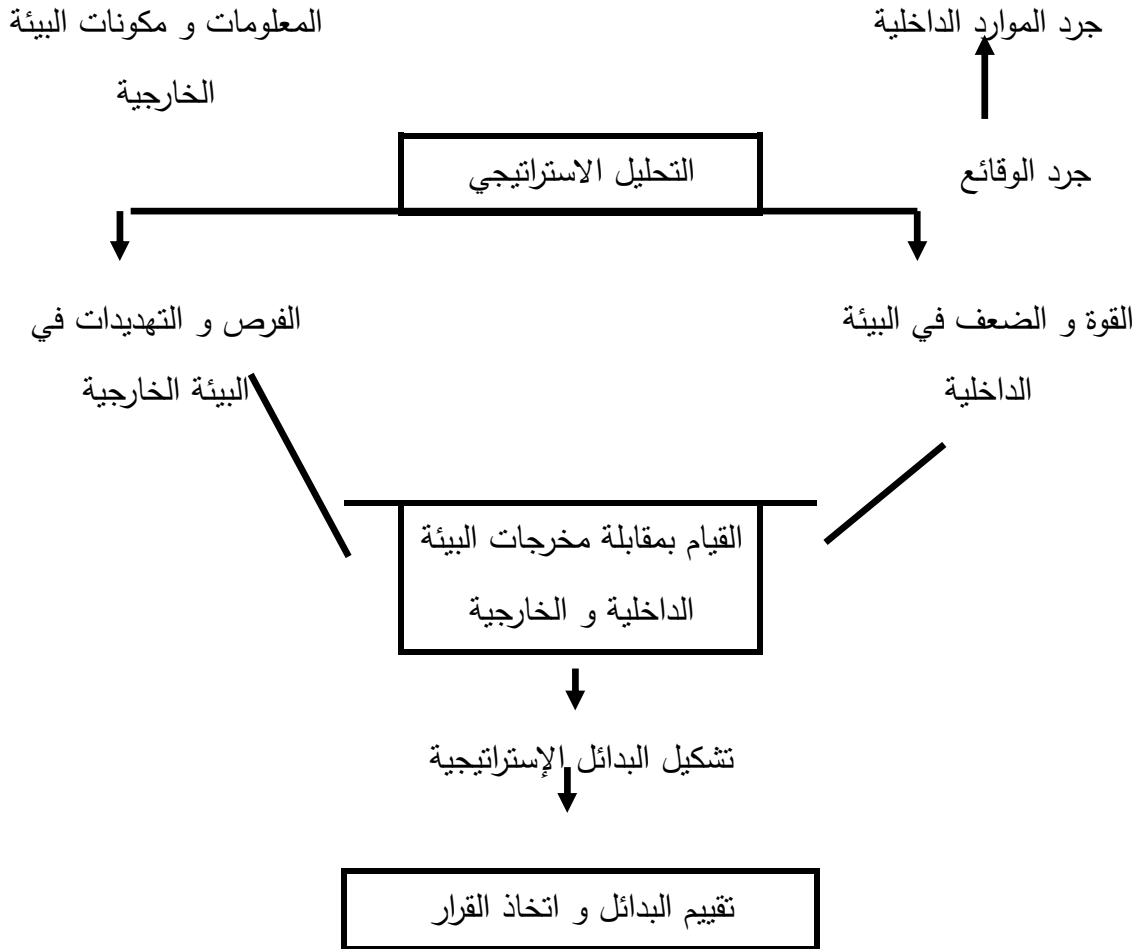 جرد الموارد الداخلية
المعلومات و مكونات البيئة
الخارجية
جرد الوقائع
التحليل الاستراتيجي
القوة و الضعف في البيئة
الداخلية
الفرص و التهديدات في
البيئة الخارجية
القيام بمقابلة مخرجات البيئة
الداخلية و الخارجية
تشكيل البدائل الإستراتيجية
تقييم البدائل و اتخاذ القرار